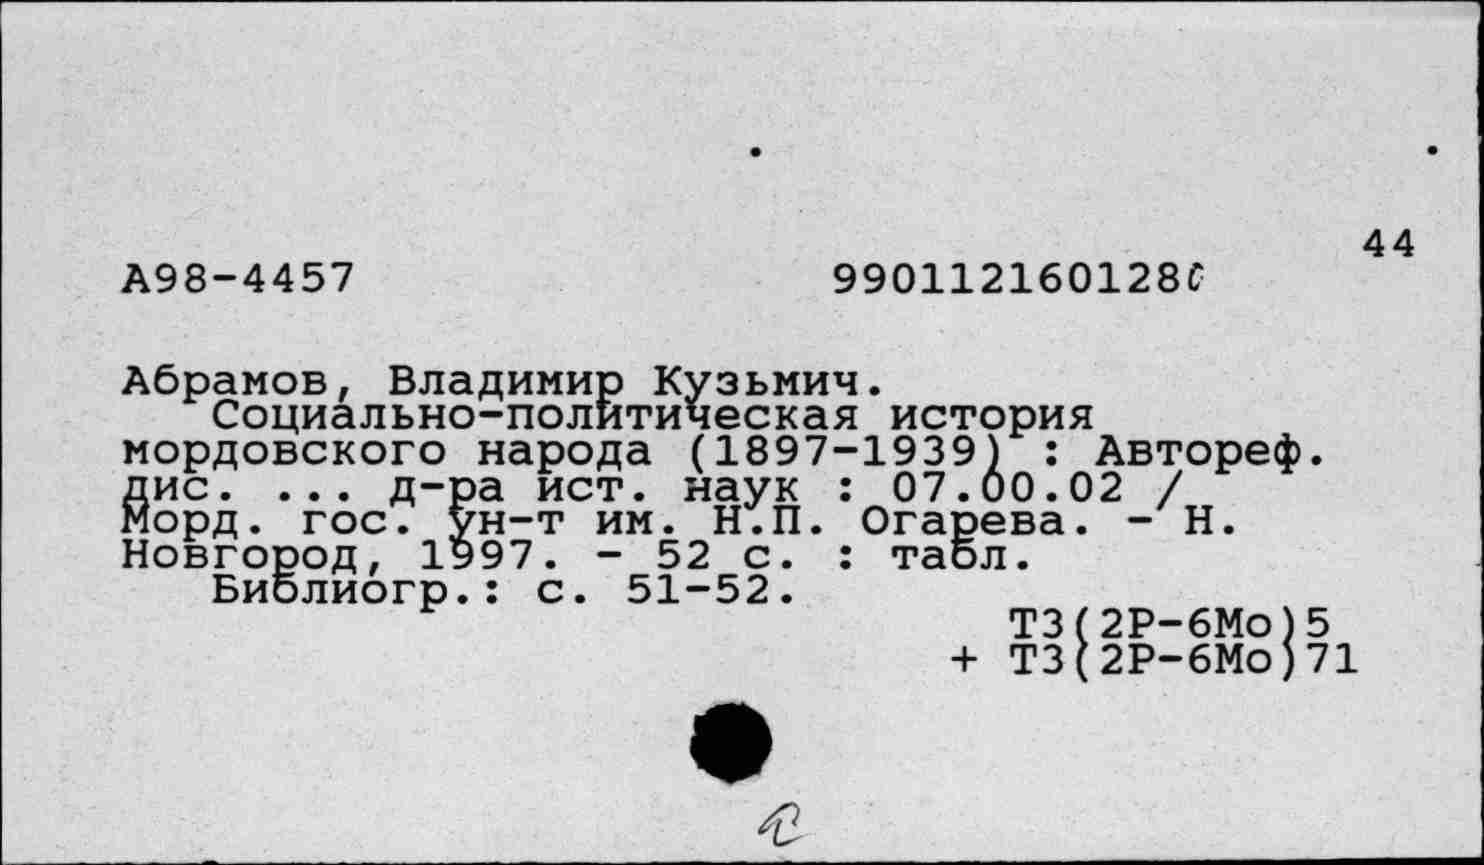 44
А98-4457 990112160128
Абрамов, Владимир Кузьмич.
Социально-политическая история
мордовского народа (1897-1939) : Автореф.
дис. ... д-ра ист. наук : 07.00.02 /
Морд. гос. ун-т им. Н.П. Огарева. - Н.
Новгород, 1997. - 52 с. : табл.
Библиогр.: с. 51-52.
Т3(2Р-6Мо)5
+ Т3(2Р-6Мо)71